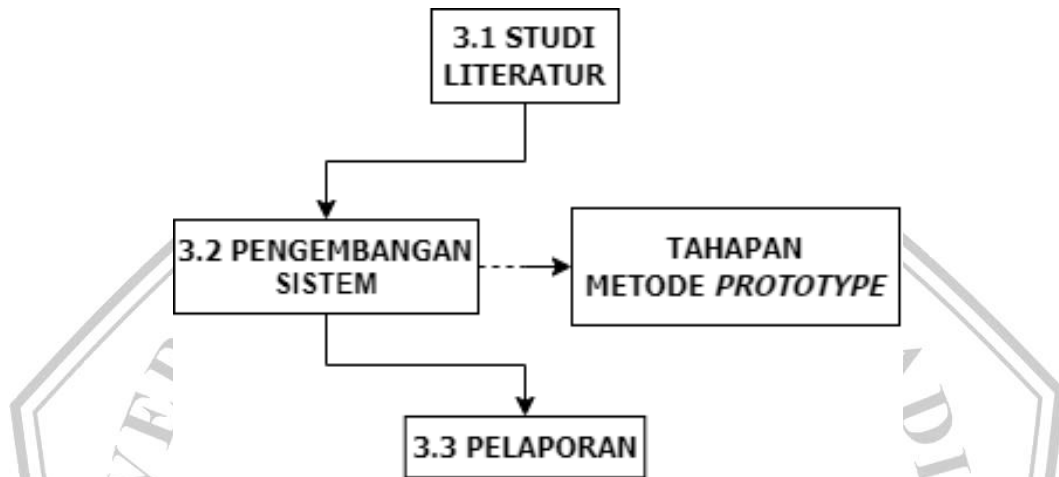 3.1 STUDI
LITERATUR
3.2 PENGEMBANGAN
SISTEM
TAHAPAN
METODE PROTOTYPE
3.3 PELAPORAN